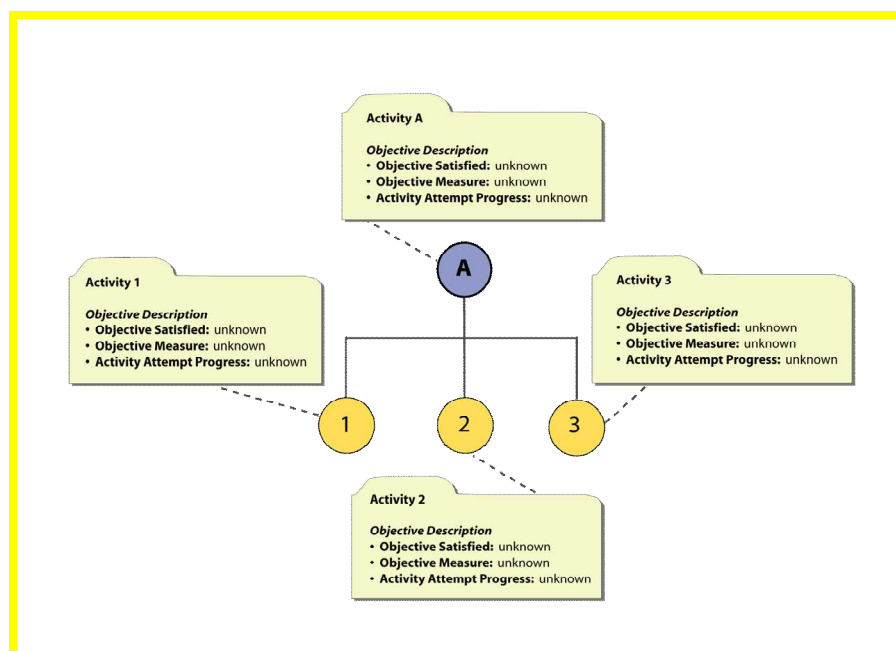 Activity A
Objective Description
• Objective Satisfied: unknown
• Objective Measure: unknown
• Activity Attempt Progress: unknown
A
Activity 1
Objective Description
• Objective Satisfied: unknown
• Objective Measure: unknown
• Activity Attempt Progress: unknown
Activity 3
Objective Description
• Objective Satisfied: unknown
• Objective Measure: unknown
• Activity Attempt Progress: unknown
1
2
3
Activity 2
Objective Description
• Objective Satisfied: unknown
• Objective Measure: unknown
• Activity Attempt Progress: unknown